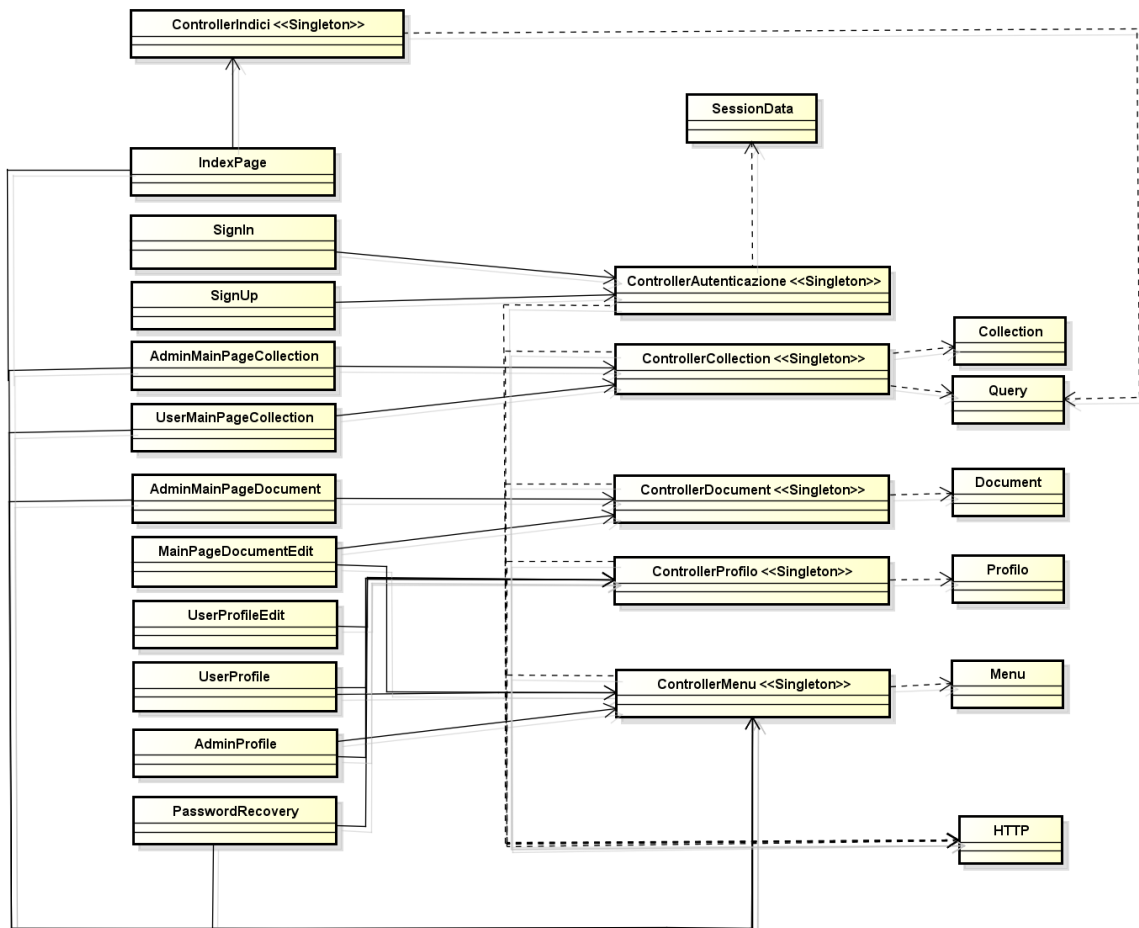 ControllerIndici <<Singleton>>
SessionData
IndexPage
SignIn
SignUp
ControllerAutenticazione <<Singleton>>
AdminMainPageCollection
ControllerCollection <<Singleton>>
Collection
UserMainPageCollection
Query
AdminMainPageDocument
ControllerDocument <<Singleton>>
Document
MainPageDocumentEdit
ControllerProfilo <<Singleton>>
Profilo
UserProfileEdit
UserProfile
ControllerMenu <<Singleton>>
Menu
AdminProfile
PasswordRecovery
HTTP